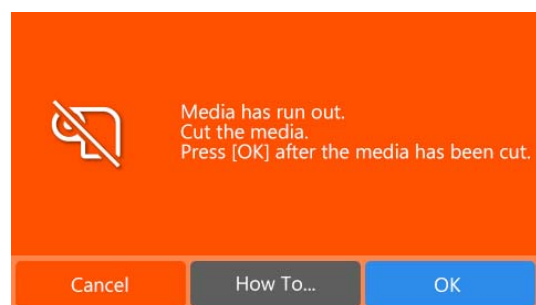 Media has run out.
Cut the media.
Press [OK] after the media has been cut.
Cancel
How To...
OK